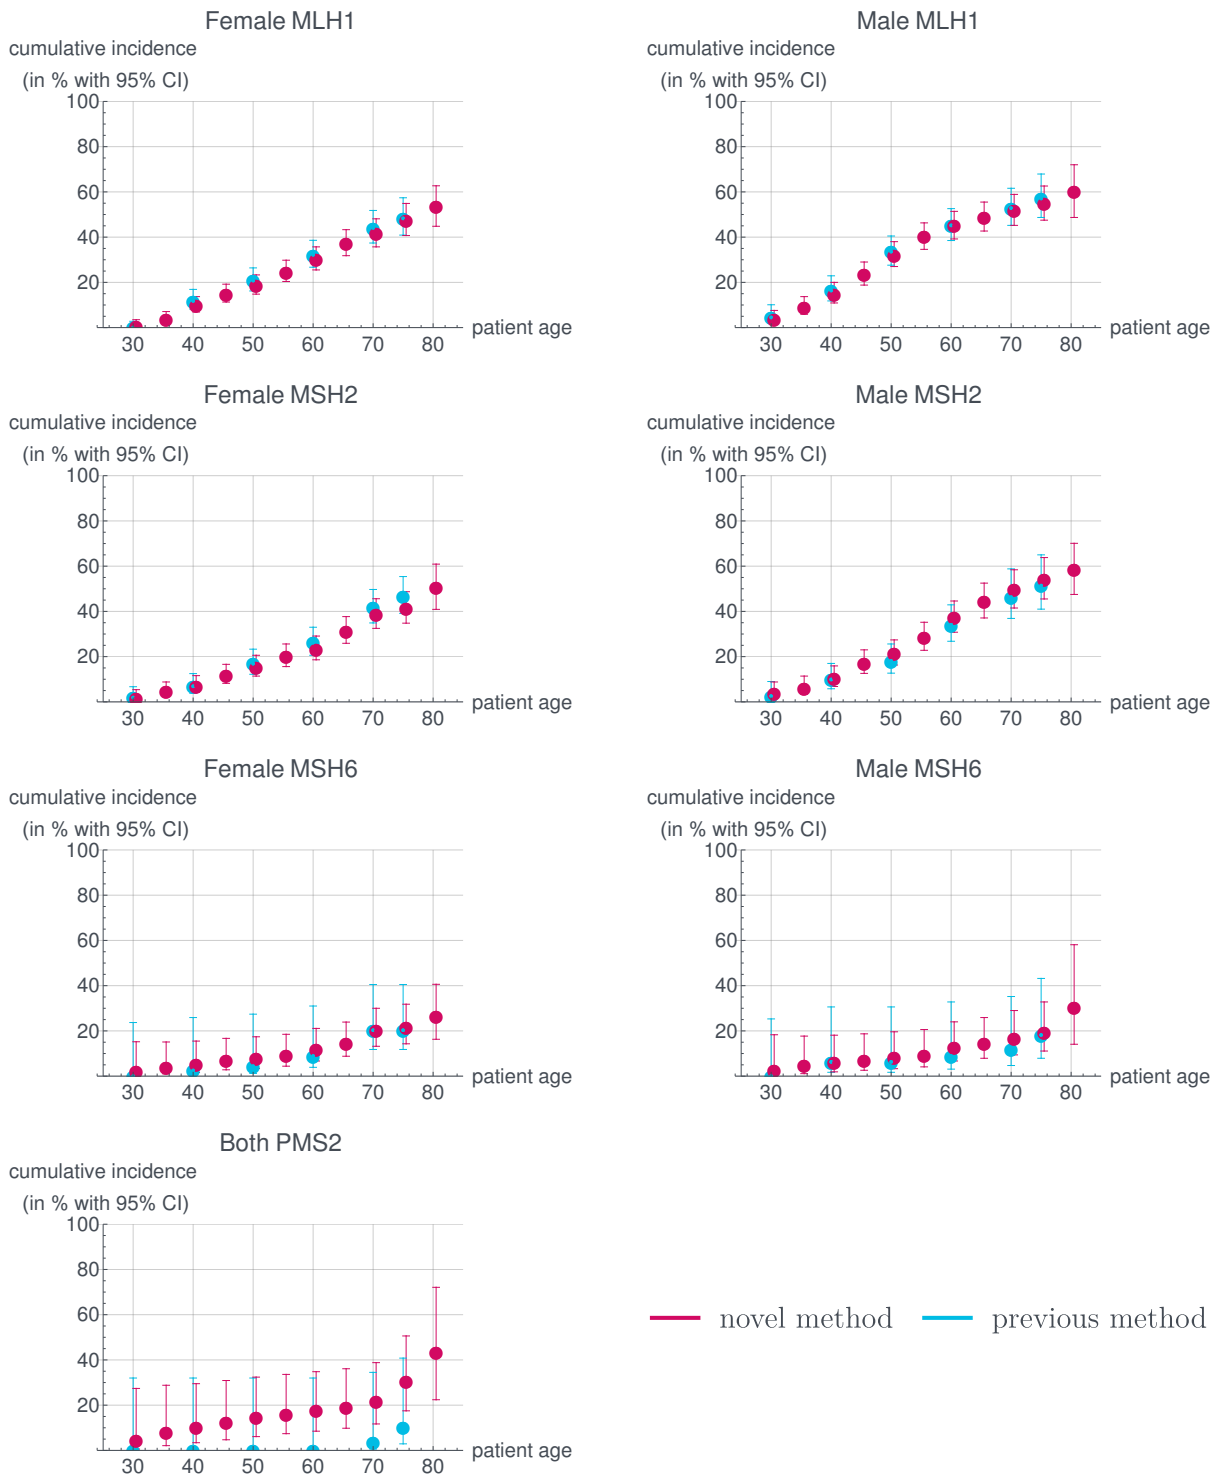 Female MLH1
cumulative incidence
(in % with 95% CI)
100
80
60
40
20
30 40 50 60 70 80
patient age
Male MLH1
cumulative incidence
(in % with 95% CI)
100
80
60
40
20
30 40 50 60 70 80
patient age
Female MSH2
cumulative incidence
(in % with 95% CI)
100
80
60
40
20
30 40 50 60 70 80
patient age
Male MSH2
cumulative incidence
(in % with 95% CI)
100
80
60
40
20
30 40 50 60 70 80
patient age
Female MSH6
cumulative incidence
(in % with 95% CI)
100
80
60
40
20
30 40 50 60 70 80
patient age
Male MSH6
cumulative incidence
(in % with 95% CI)
100
80
60
40
20
30 40 50 60 70 80
patient age
Both PMS2
cumulative incidence
(in % with 95% CI)
100
80
60
40
20
30 40 50 60 70 80
patient age
novel method previous method